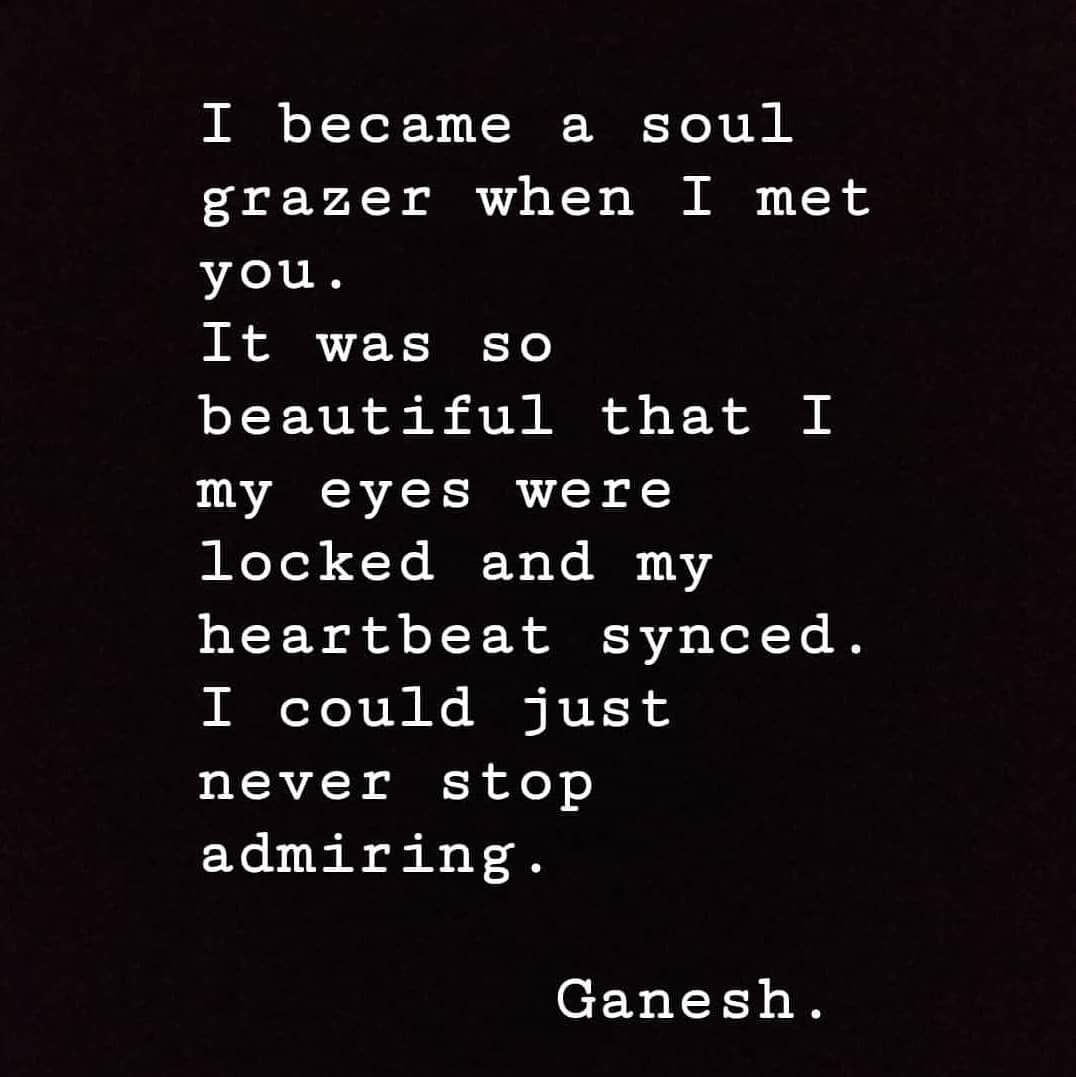 I became a soul
grazer when I met
you.
It was so
beautiful that I
my eyes were
locked and my
heartbeat synced.
I could just
never stop
admiring.
Ganesh.